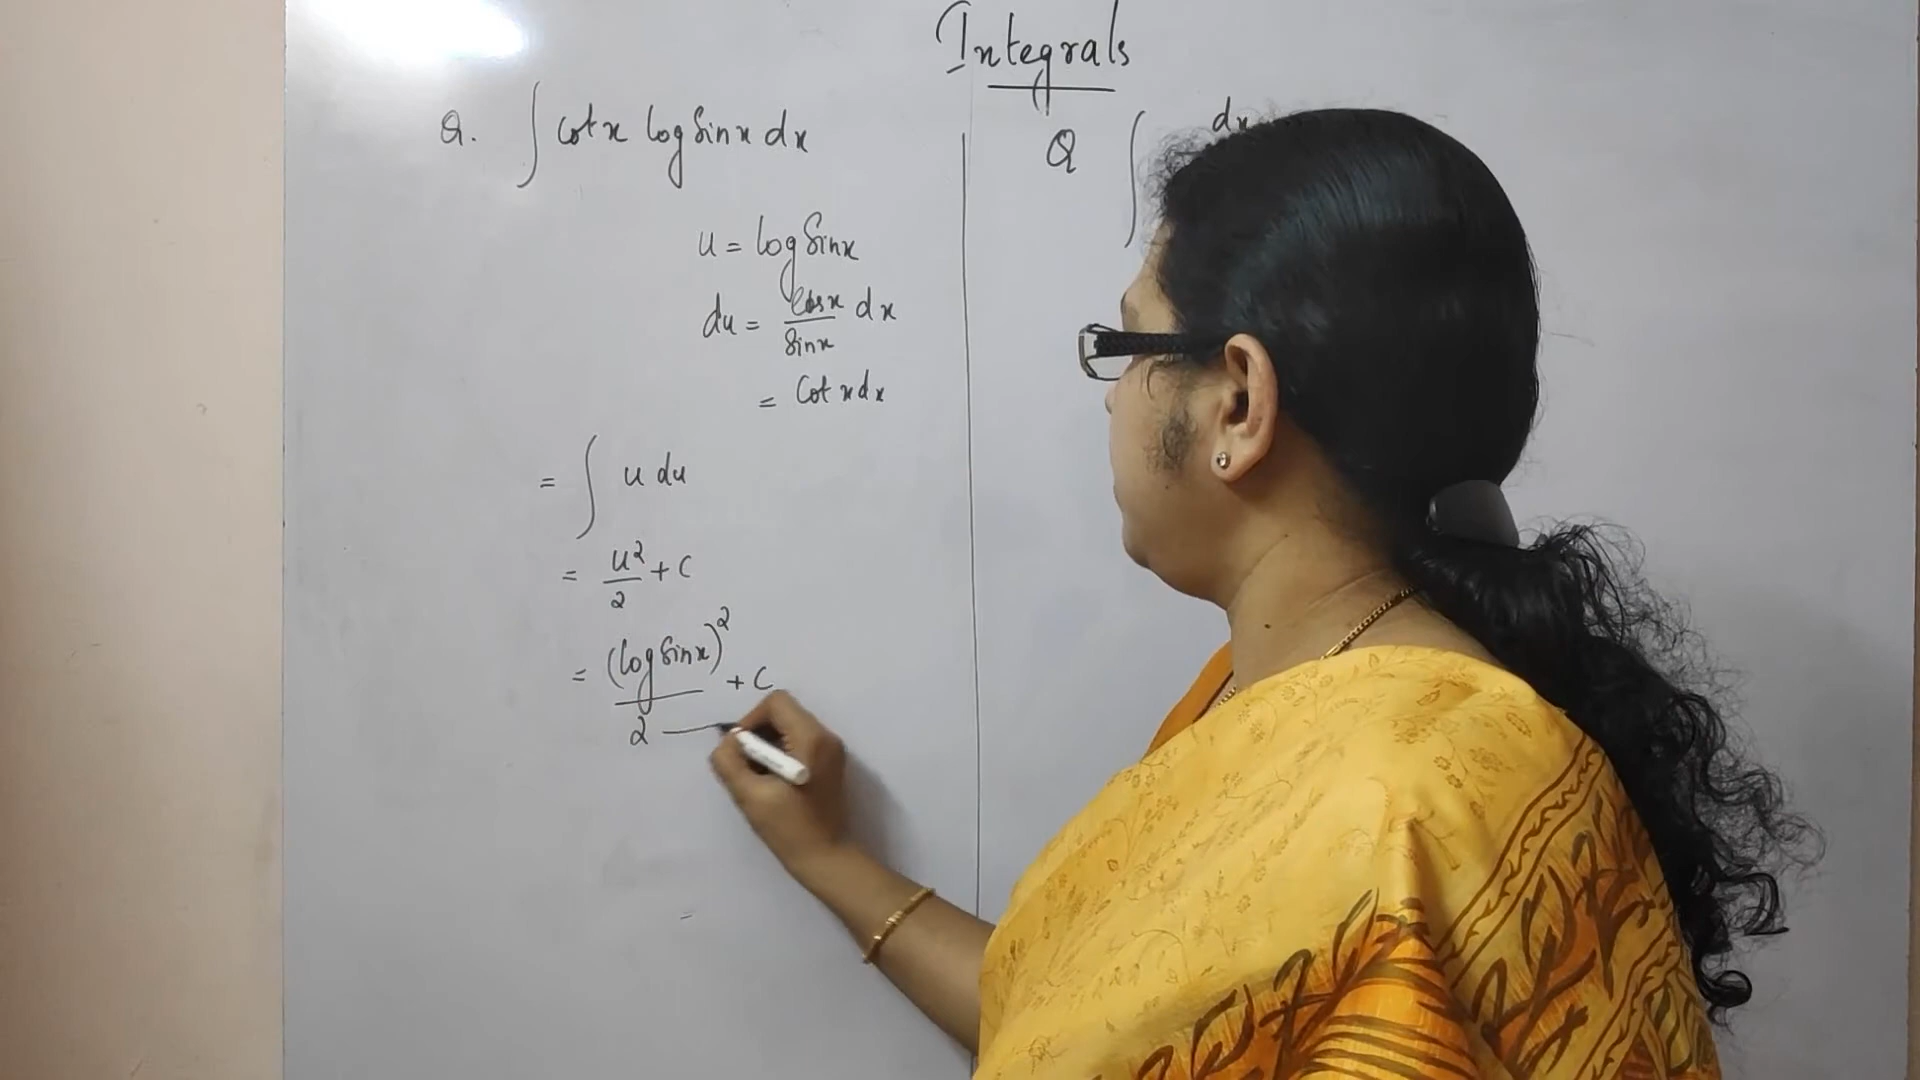 Integrals
Q. ∫ cot x log Sin x dx
u = log Sin x
du = Cos x / Sin x dx
= Cot x dx
= ∫ u du
= u² / 2 + C
= (log Sin x)² / 2 + C
Q ∫ dx